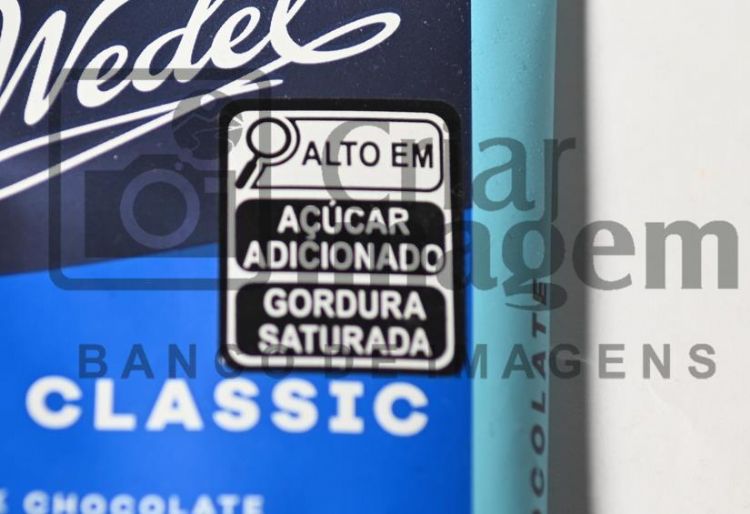 Wedel
ALTO EM
AÇÚCAR
ADICIONADO
GORDURA
SATURADA
Criar
imagem
BANCO DE IMAGENS
CLASSIC
CHOCOLATE